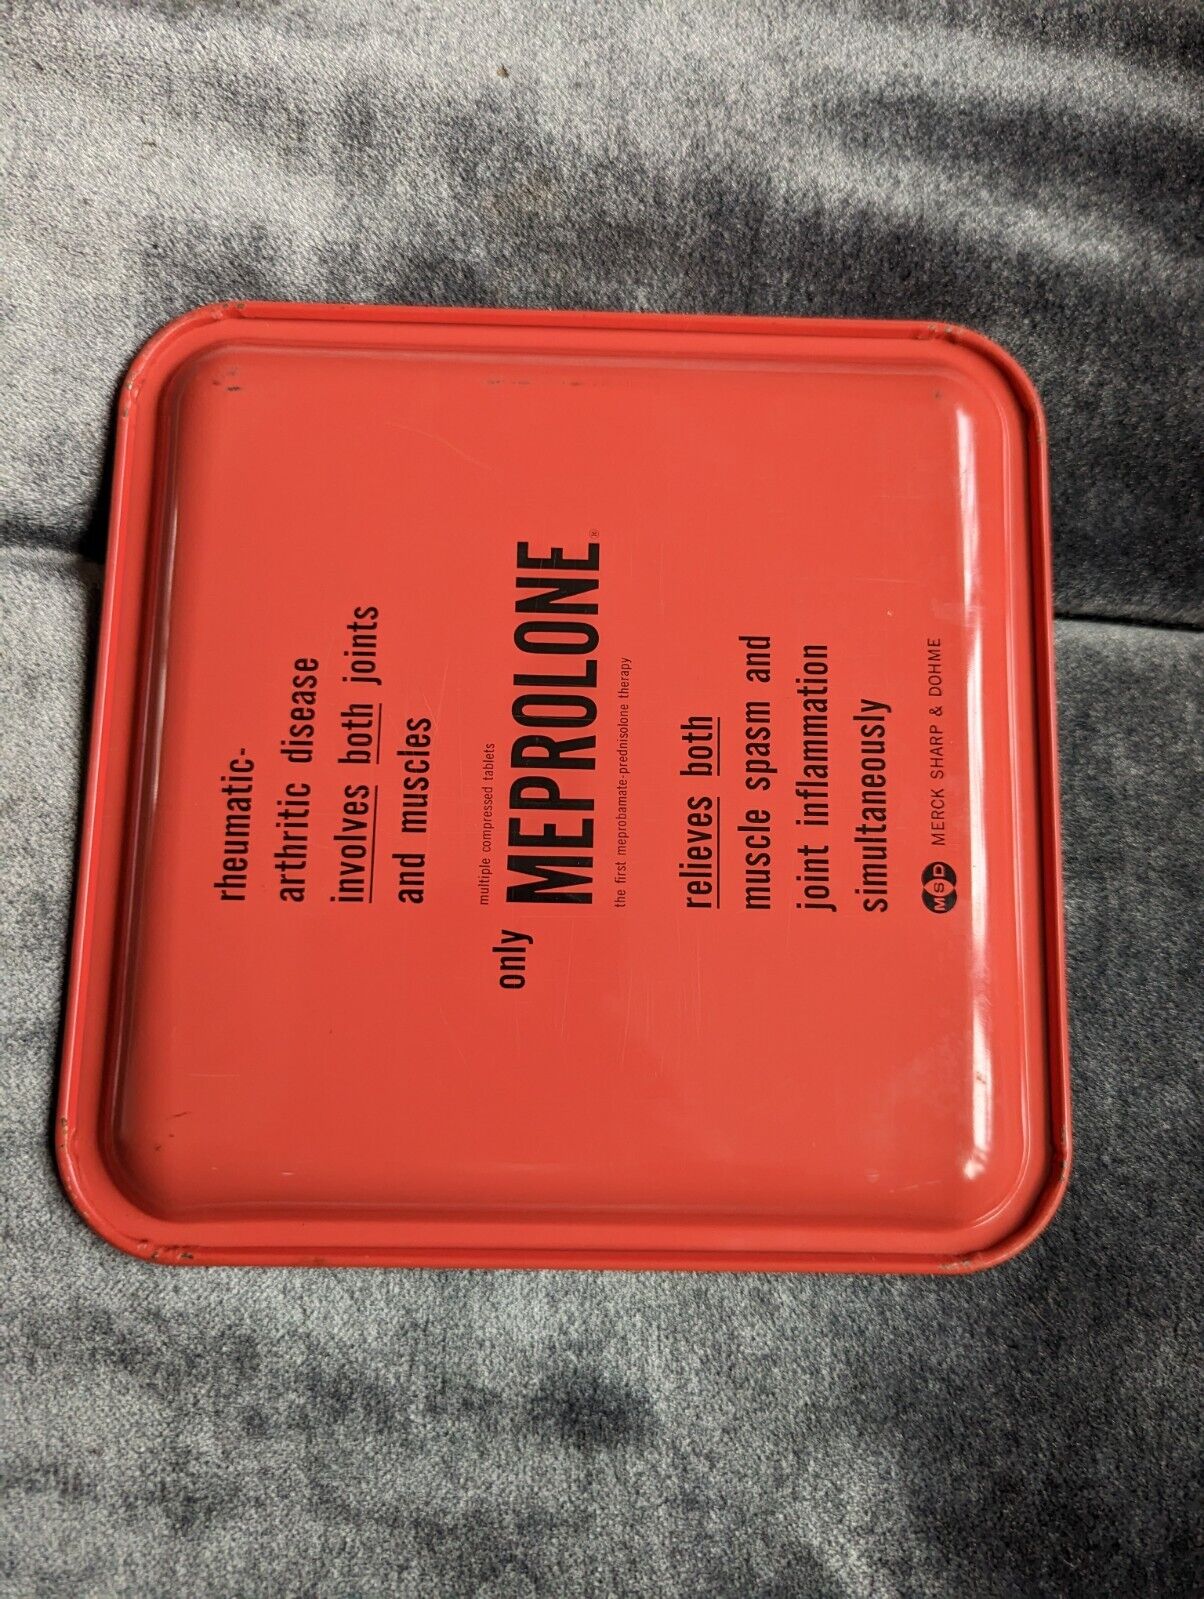 rheumatic-
arthritic disease
involves both joints
and muscles
multiple compressed tablets
only MEPROLONE®
the first meprobamate-prednisolone therapy
relieves both
muscle spasm and
joint inflammation
simultaneously
MSD MERCK SHARP & DOHME